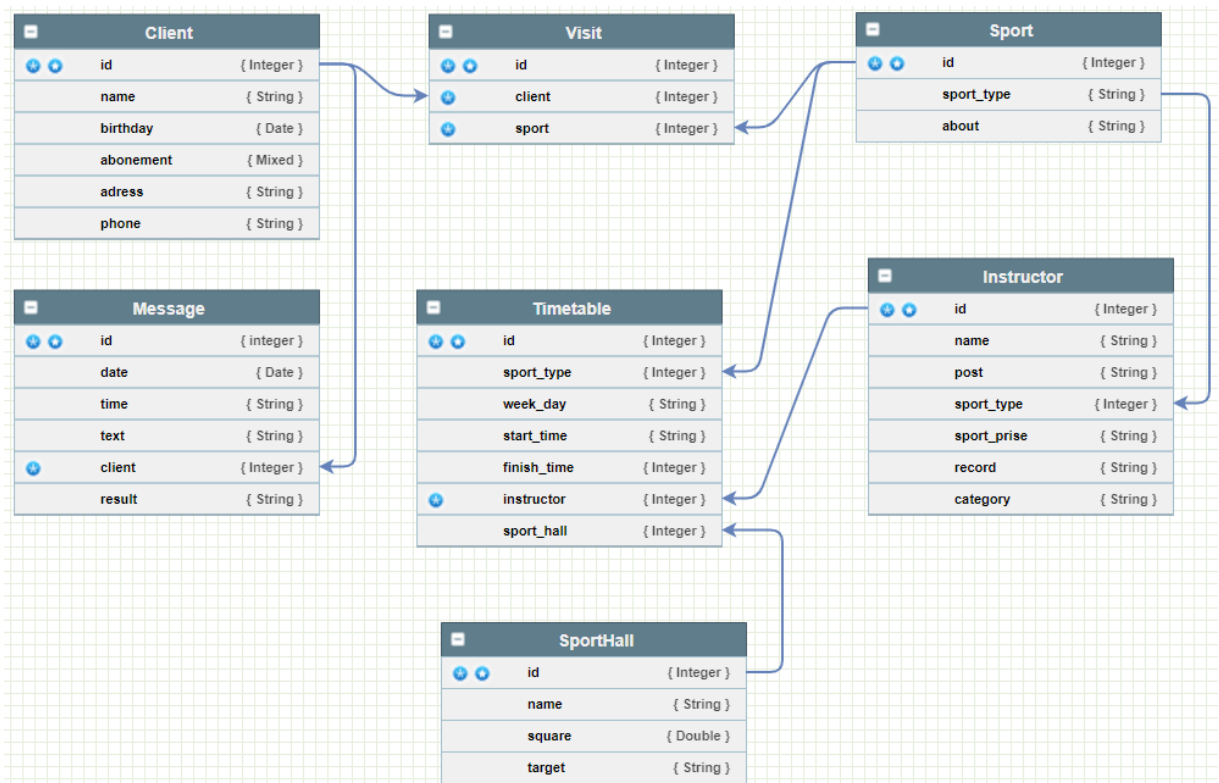 Client
id { Integer }
name { String }
birthday { Date }
abonement { Mixed }
adress { String }
phone { String }
Visit
id { Integer }
client { Integer }
sport { Integer }
Sport
id { Integer }
sport_type { String }
about { String }
Message
id { integer }
date { Date }
time { String }
text { String }
client { Integer }
result { String }
Timetable
id { Integer }
sport_type { Integer }
week_day { String }
start_time { String }
finish_time { Integer }
instructor { Integer }
sport_hall { Integer }
Instructor
id { Integer }
name { String }
post { String }
sport_type { Integer }
sport_prise { String }
record { String }
category { String }
SportHall
id { Integer }
name { String }
square { Double }
target { String }